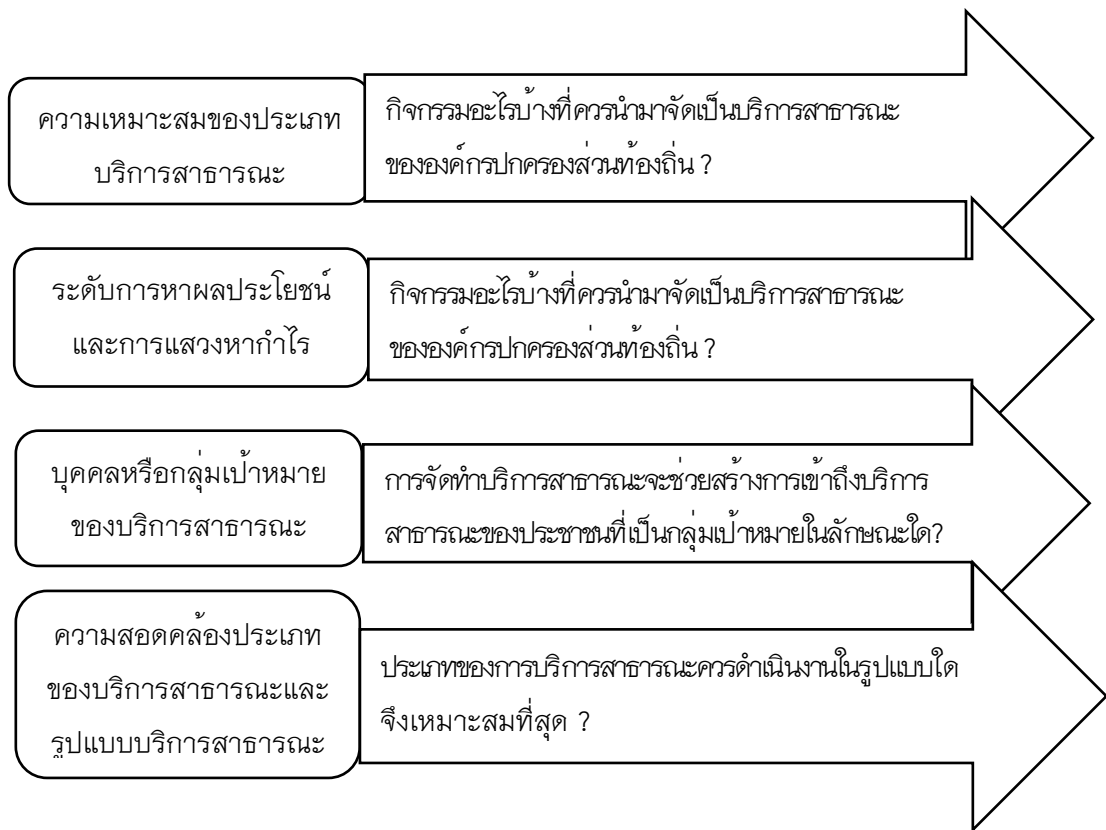 ความเหมาะสมของประเภท
บริการสาธารณะ
กิจกรรมอะไรบ้างที่ควรนำมาจัดเป็นบริการสาธารณะ
ขององค์กรปกครองส่วนท้องถิ่น ?
ระดับการหาผลประโยชน์
และการแสวงหากำไร
กิจกรรมอะไรบ้างที่ควรนำมาจัดเป็นบริการสาธารณะ
ขององค์กรปกครองส่วนท้องถิ่น ?
บุคคลหรือกลุ่มเป้าหมาย
ของบริการสาธารณะ
การจัดทำบริการสาธารณะจะช่วยสร้างการเข้าถึงบริการ
สาธารณะของประชาชนที่เป็นกลุ่มเป้าหมายในลักษณะใด?
ความสอดคล้องประเภท
ของบริการสาธารณะและ
รูปแบบบริการสาธารณะ
ประเภทของการบริการสาธารณะควรดำเนินงานในรูปแบบใด
จึงเหมาะสมที่สุด ?